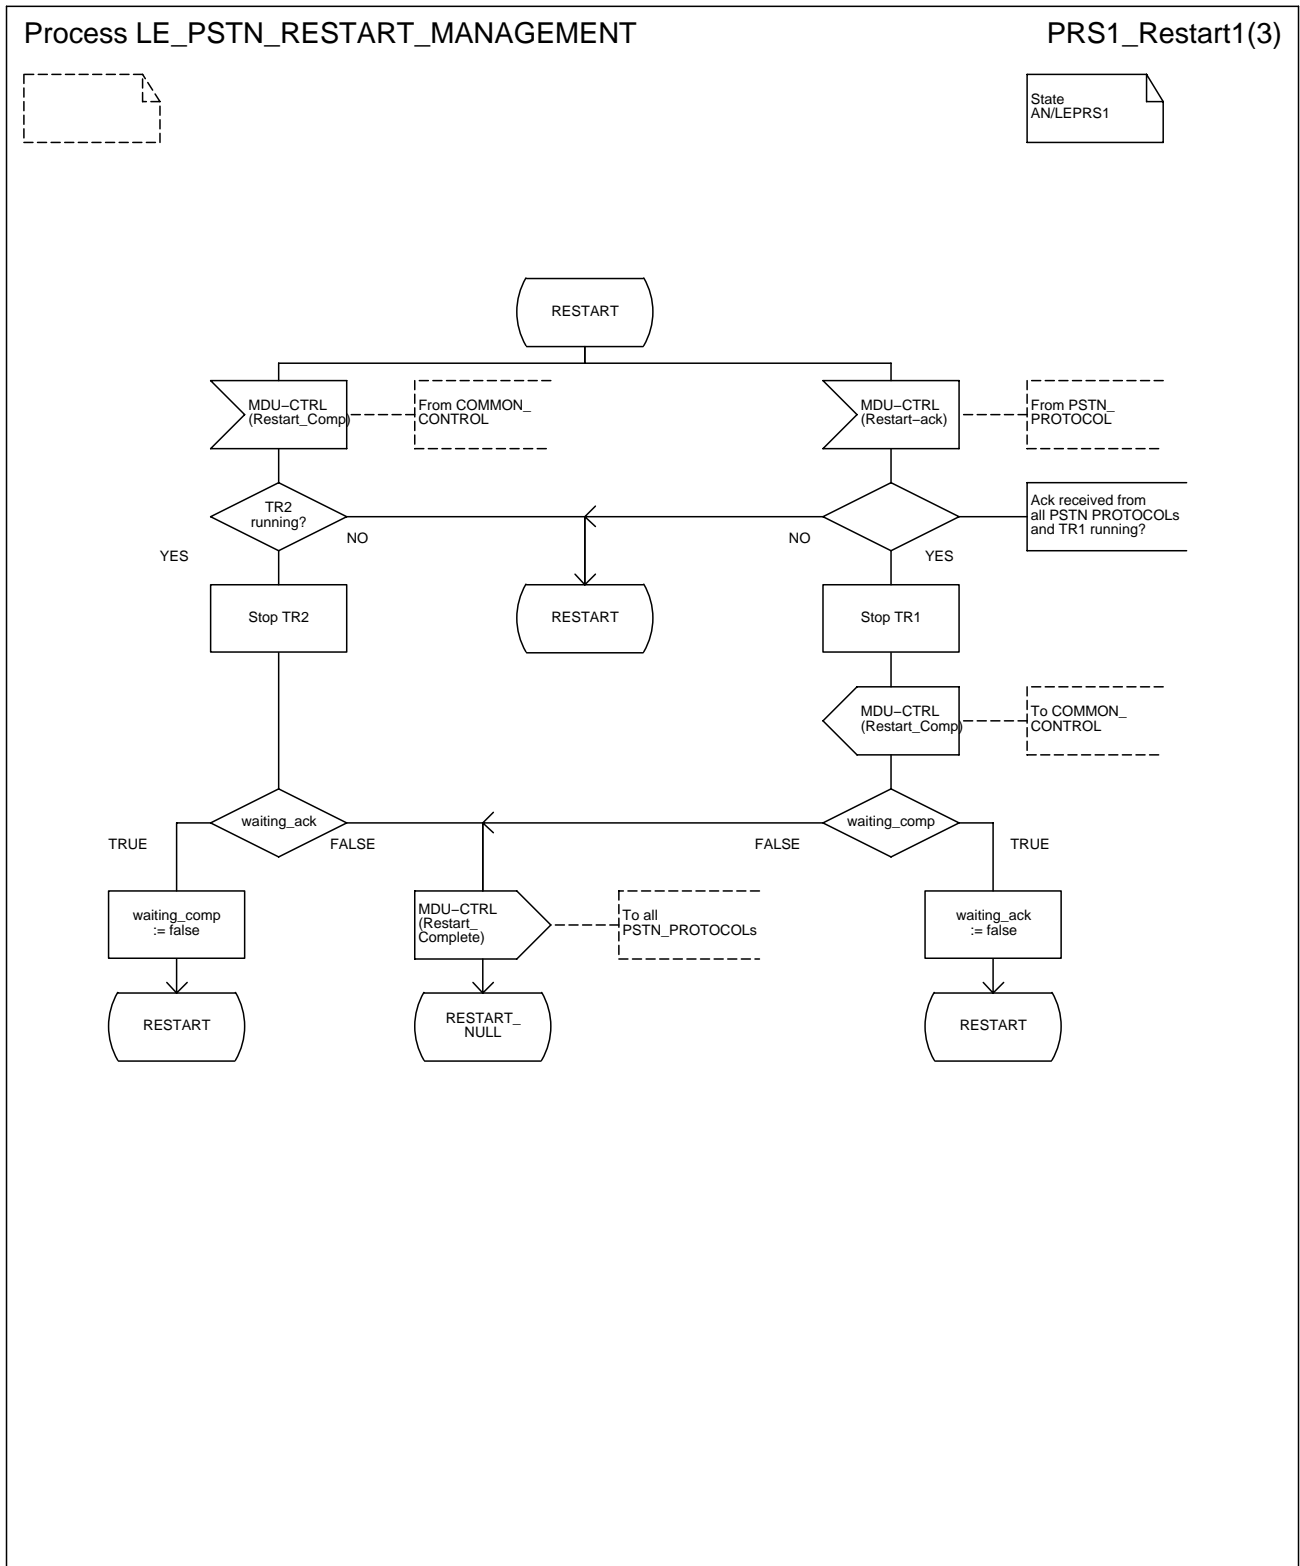 Process LE_PSTN_RESTART_MANAGEMENT
PRS1_Restart1(3)
State
AN/LEPRS1
RESTART
MDU−CTRL
(Restart_Comp)
From COMMON_
CONTROL
MDU−CTRL
(Restart−ack)
From PSTN_
PROTOCOL
TR2
running?
Ack received from
all PSTN PROTOCOLs
and TR1 running?
YES
NO
NO
YES
Stop TR2
RESTART
Stop TR1
MDU−CTRL
(Restart_Comp)
To COMMON_
CONTROL
waiting_ack
waiting_comp
TRUE
FALSE
FALSE
TRUE
waiting_comp
:= false
MDU−CTRL
(Restart_
Complete)
To all
PSTN_PROTOCOLs
waiting_ack
:= false
RESTART
RESTART_
NULL
RESTART